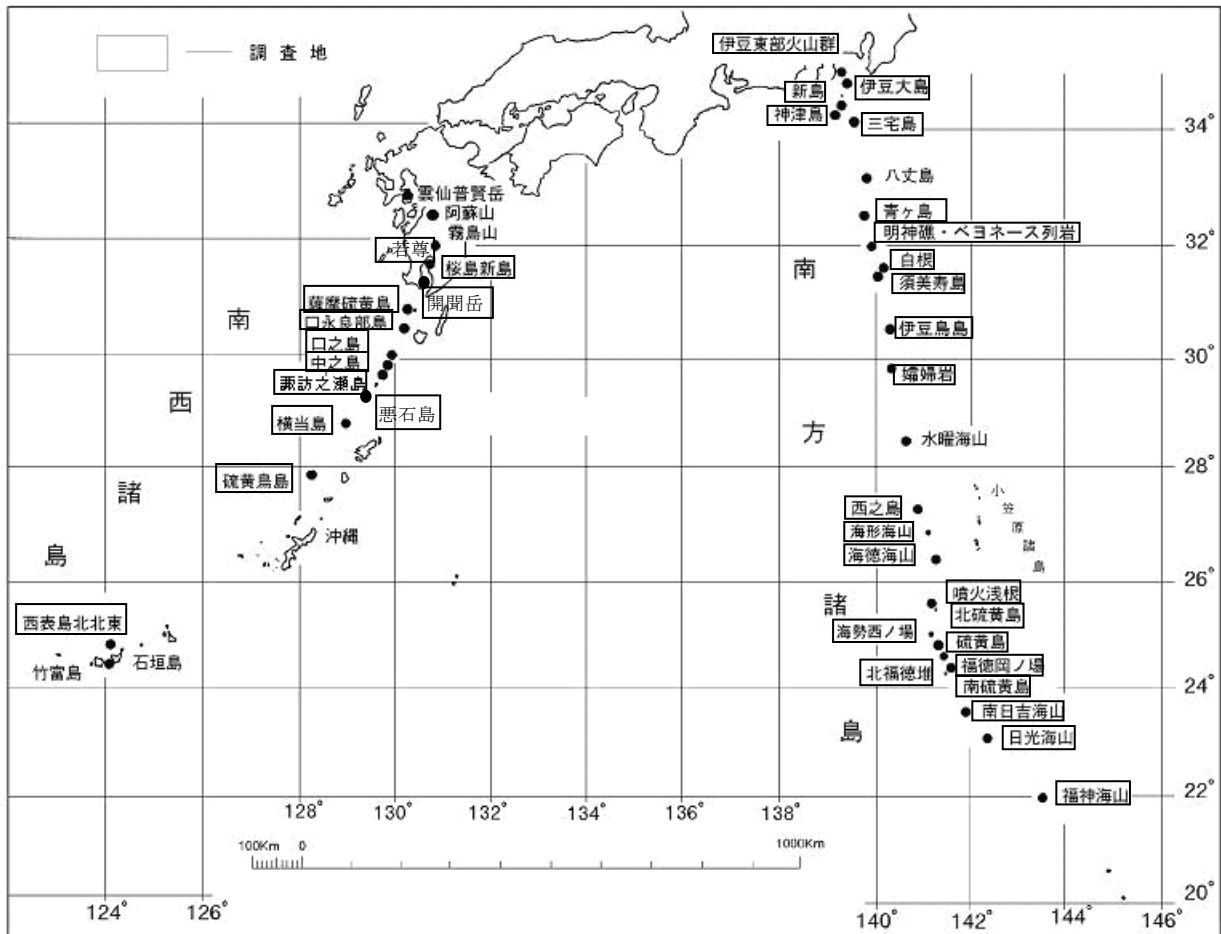 調査地
伊豆東部火山群
伊豆大島
新島
神津島
三宅島
34°
八丈島
雲仙普賢岳
阿蘇山
霧島山
青ヶ島
明神礁・ベヨネース列岩
32°
若尊
桜島新島
白根
須美寿島
南
薩摩硫黄島
開聞岳
口永良部島
伊豆鳥島
南
口之島
中之島
30°
諏訪之瀬島
孀婦岩
西
悪石島
横当島
方
水曜海山
28°
硫黄鳥島
諸
西之島
小
笠
原
諸
島
海形海山
沖縄
海徳海山
島
26°
噴火浅根
諸
北硫黄島
西表島北北東
海勢西ノ場
硫黄島
石垣島
竹富島
福徳岡ノ場
北福徳堆
南硫黄島
24°
南日吉海山
島
日光海山
福神海山
22°
128°
130°
132°
134°
136°
138°
100Km
0
1000Km
20°
124°
126°
140°
142°
144°
146°